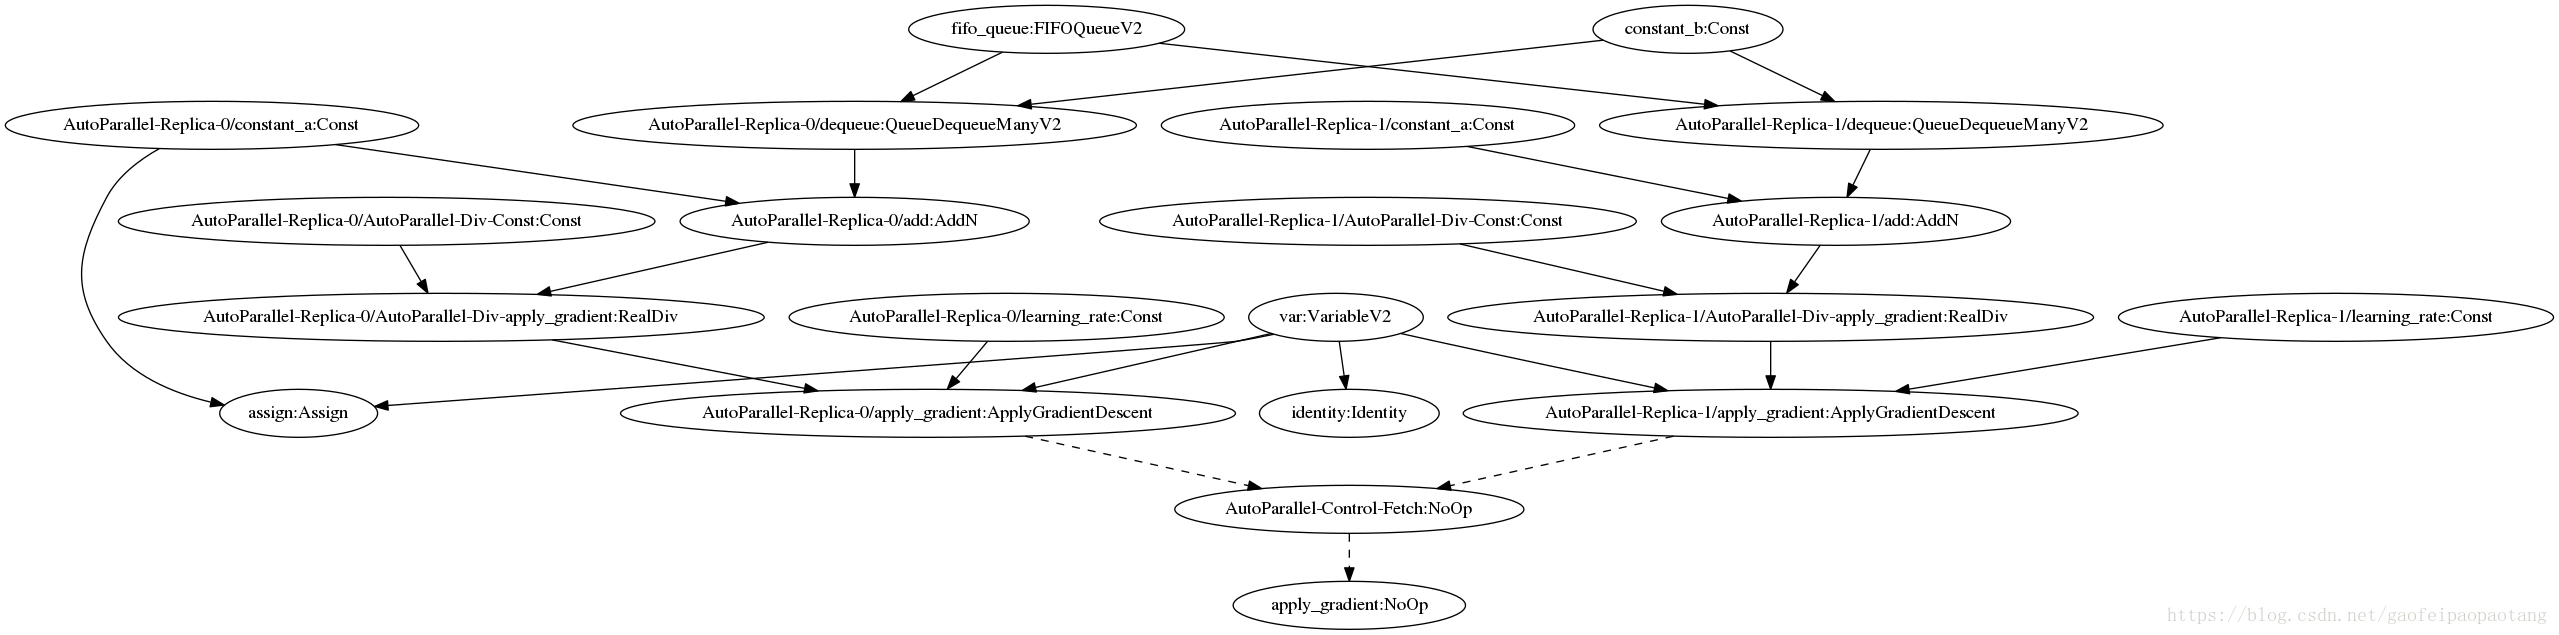 fifo_queue:FIFOQueueV2
constant_b:Const
AutoParallel-Replica-0/constant_a:Const
AutoParallel-Replica-0/dequeue:QueueDequeueManyV2
AutoParallel-Replica-1/constant_a:Const
AutoParallel-Replica-1/dequeue:QueueDequeueManyV2
AutoParallel-Replica-0/AutoParallel-Div-Const:Const
AutoParallel-Replica-0/add:AddN
AutoParallel-Replica-1/AutoParallel-Div-Const:Const
AutoParallel-Replica-1/add:AddN
AutoParallel-Replica-0/AutoParallel-Div-apply_gradient:RealDiv
AutoParallel-Replica-0/learning_rate:Const
var:VariableV2
AutoParallel-Replica-1/AutoParallel-Div-apply_gradient:RealDiv
AutoParallel-Replica-1/learning_rate:Const
assign:Assign
AutoParallel-Replica-0/apply_gradient:ApplyGradientDescent
identity:Identity
AutoParallel-Replica-1/apply_gradient:ApplyGradientDescent
AutoParallel-Control-Fetch:NoOp
apply_gradient:NoOp
https://blog.csdn.net/gaofeipaopaotang